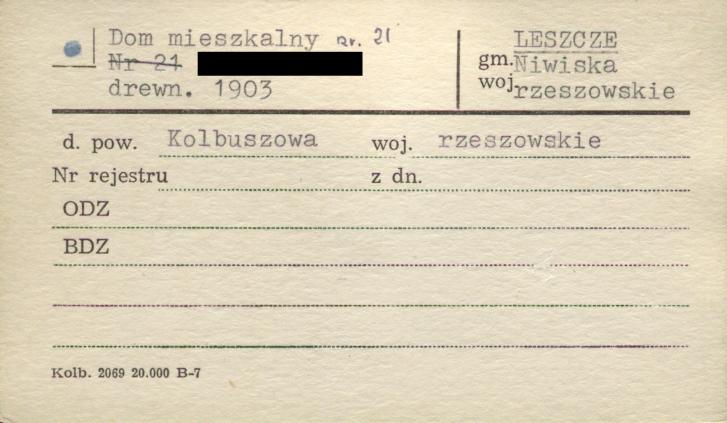 Dom mieszkalny nr. 21
Nr 21
drewn. 1903
LESZCZE
gm. Niwiska
woj rzeszowskie
d. pow. Kolbuszowa woj. rzeszowskie
Nr rejestru z dn.
ODZ
BDZ
Kolb. 2069 20.000 B-7